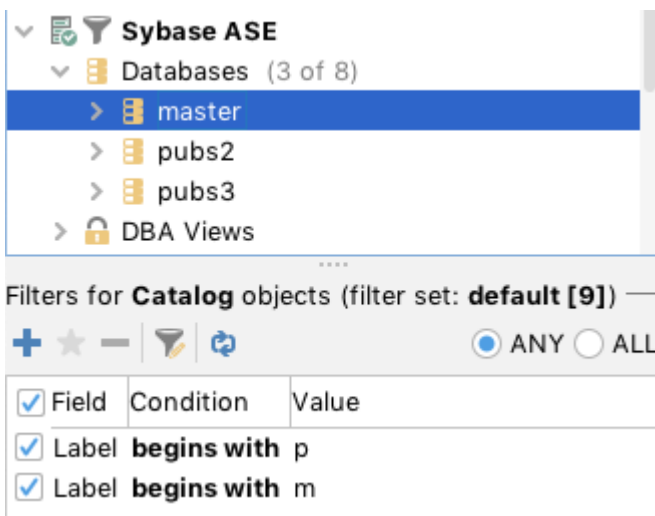 Sybase ASE
Databases (3 of 8)
master
pubs2
pubs3
DBA Views
Filters for Catalog objects (filter set: default [9])
ANY ALL
Field Condition Value
Label begins with p
Label begins with m